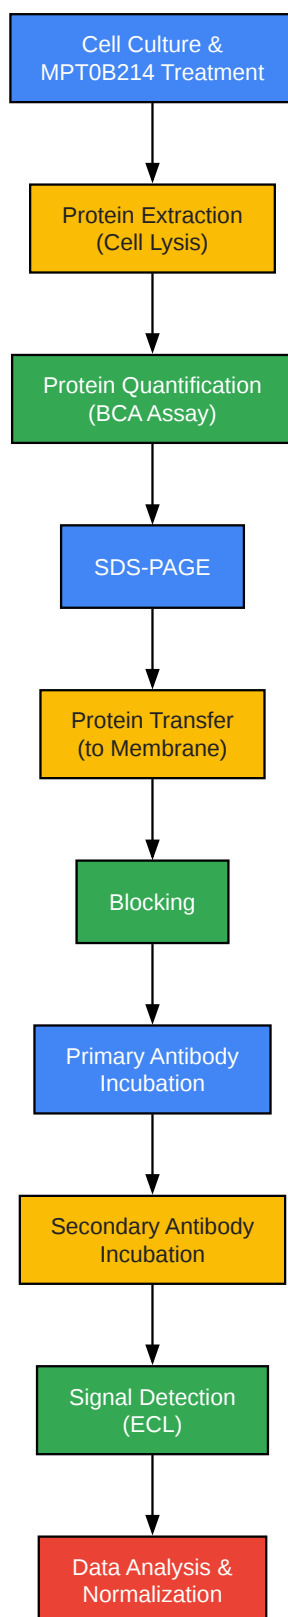 Cell Culture &
MPT0B214 Treatment
Protein Extraction
(Cell Lysis)
Protein Quantification
(BCA Assay)
SDS-PAGE
Protein Transfer
(to Membrane)
Blocking
Primary Antibody
Incubation
Secondary Antibody
Incubation
Signal Detection
(ECL)
Data Analysis &
Normalization